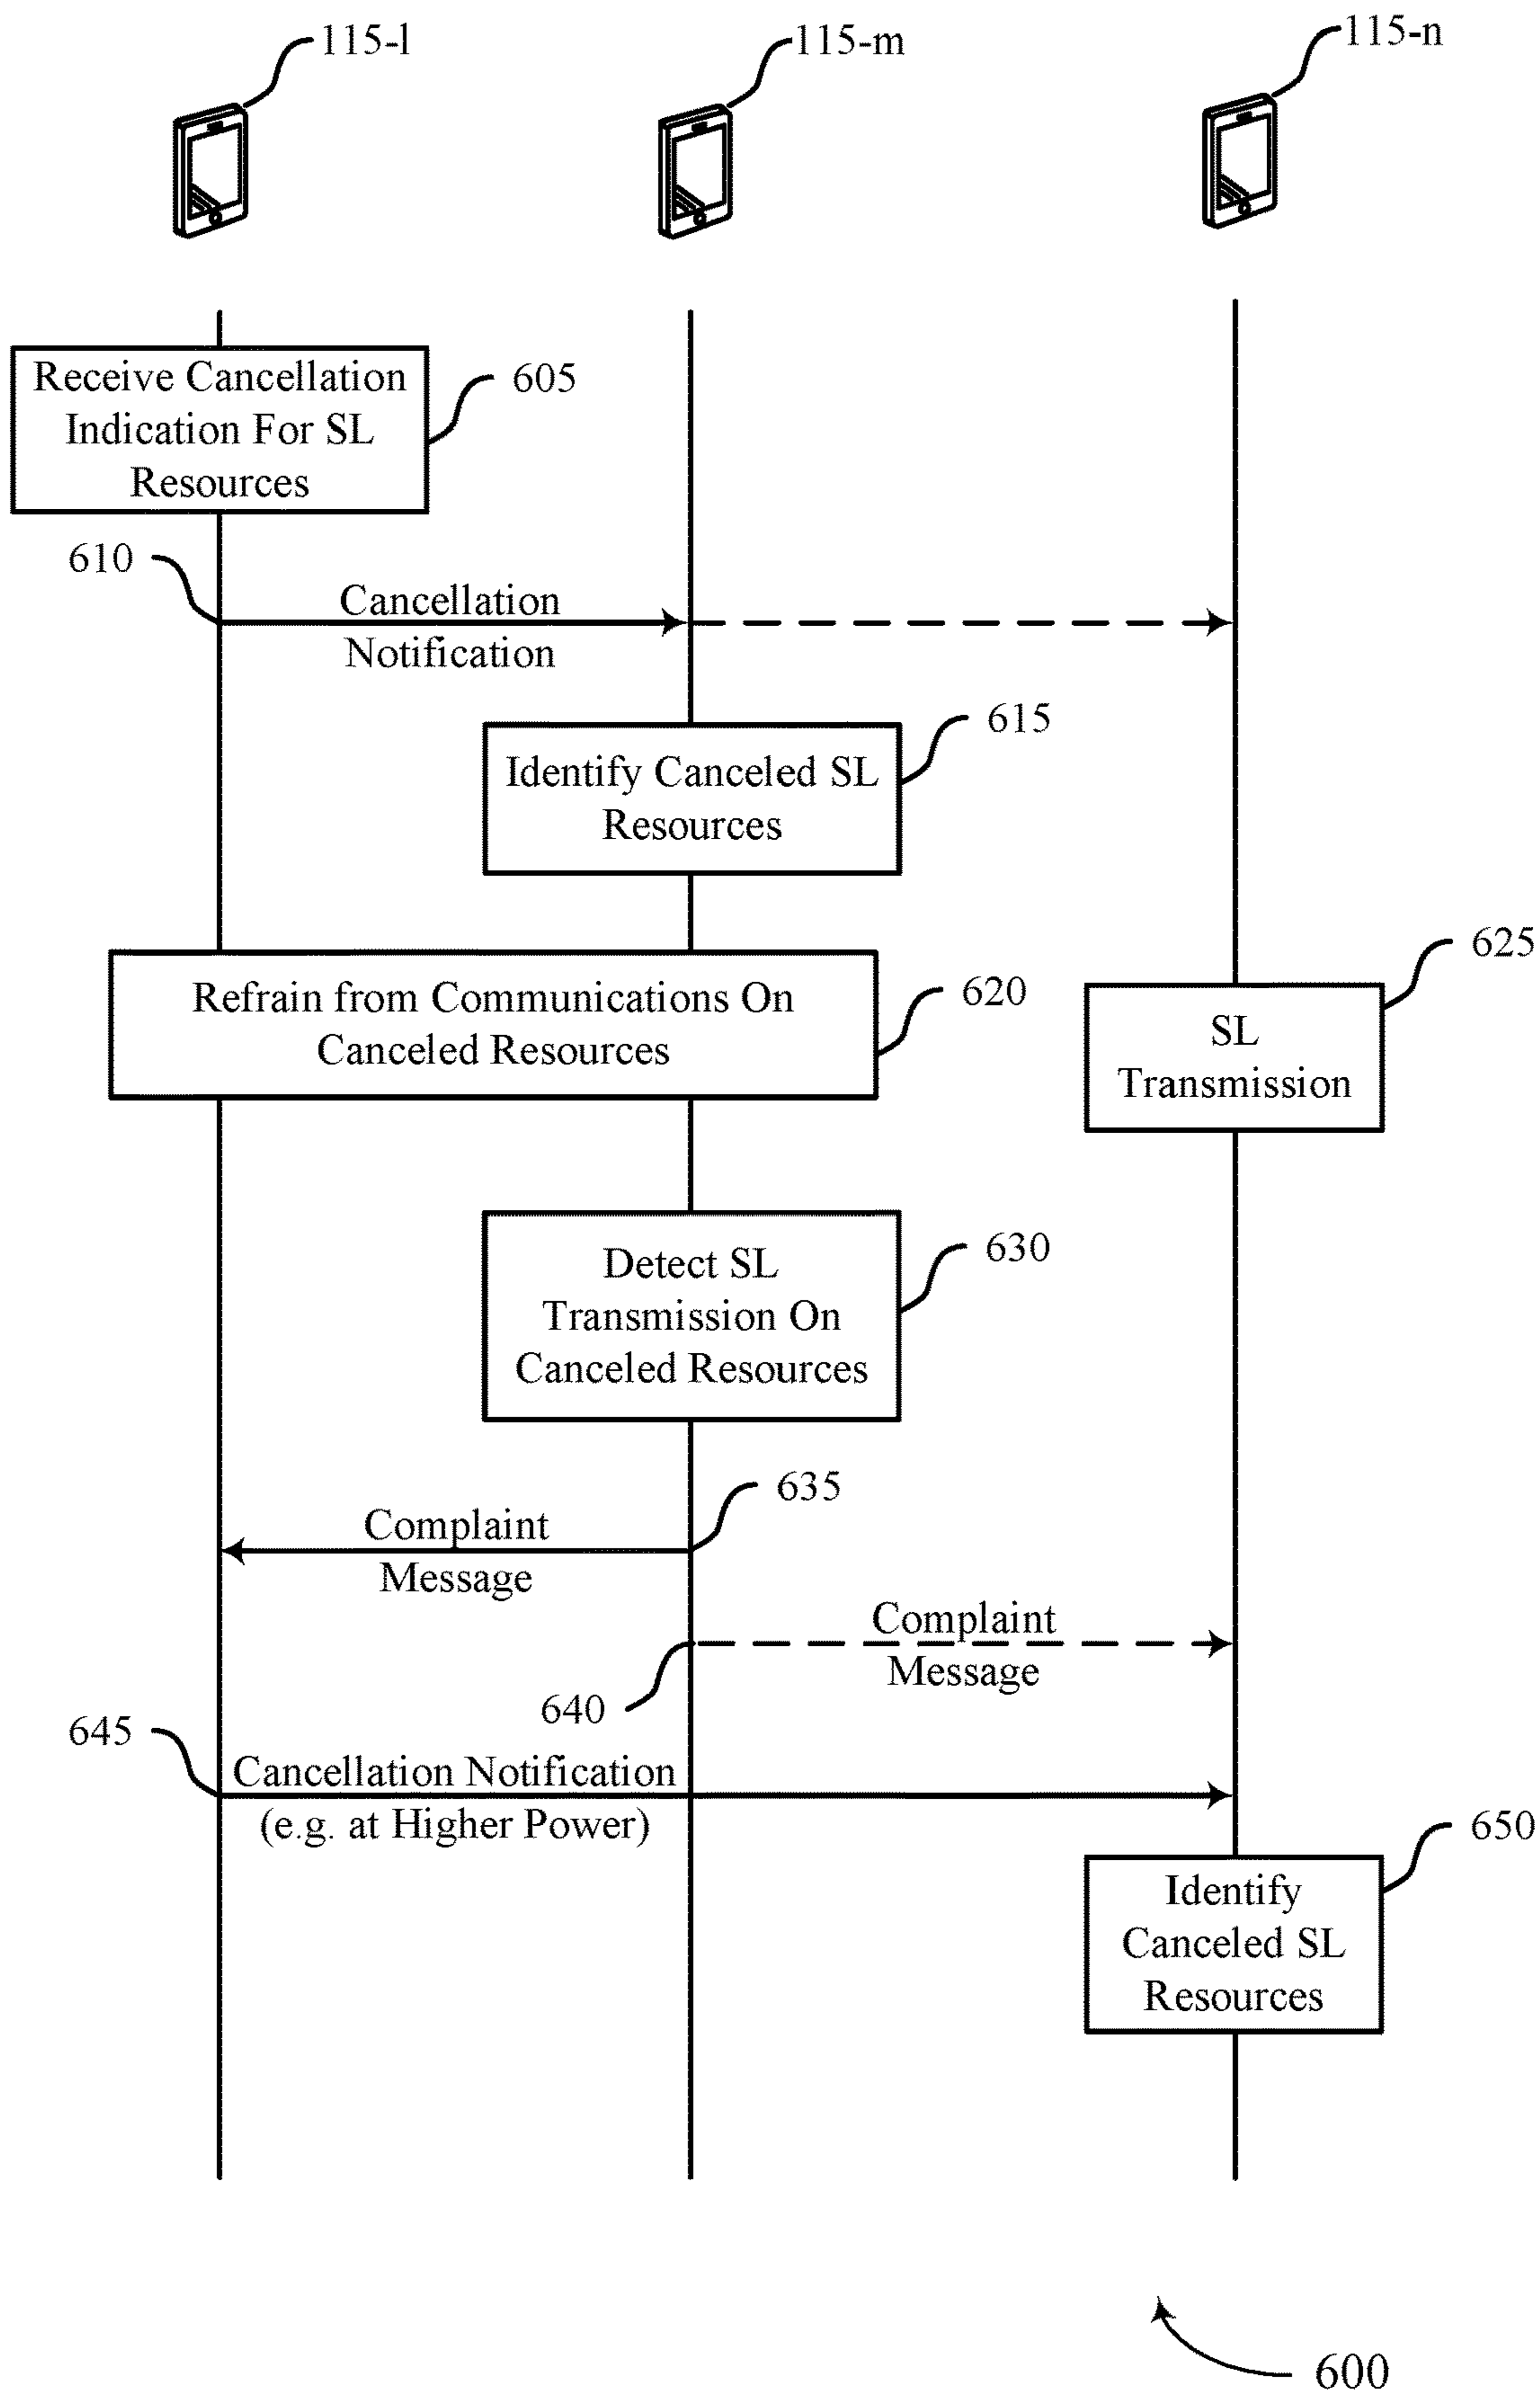 115-l
115-m
115-n
Receive Cancellation
Indication For SL
Resources
605
610
Cancellation
Notification
615
Identify Canceled SL
Resources
620
Refrain from Communications On
Canceled Resources
625
SL
Transmission
630
Detect SL
Transmission On
Canceled Resources
635
Complaint
Message
Complaint
Message
640
645
Cancellation Notification
(e.g. at Higher Power)
650
Identify
Canceled SL
Resources
600